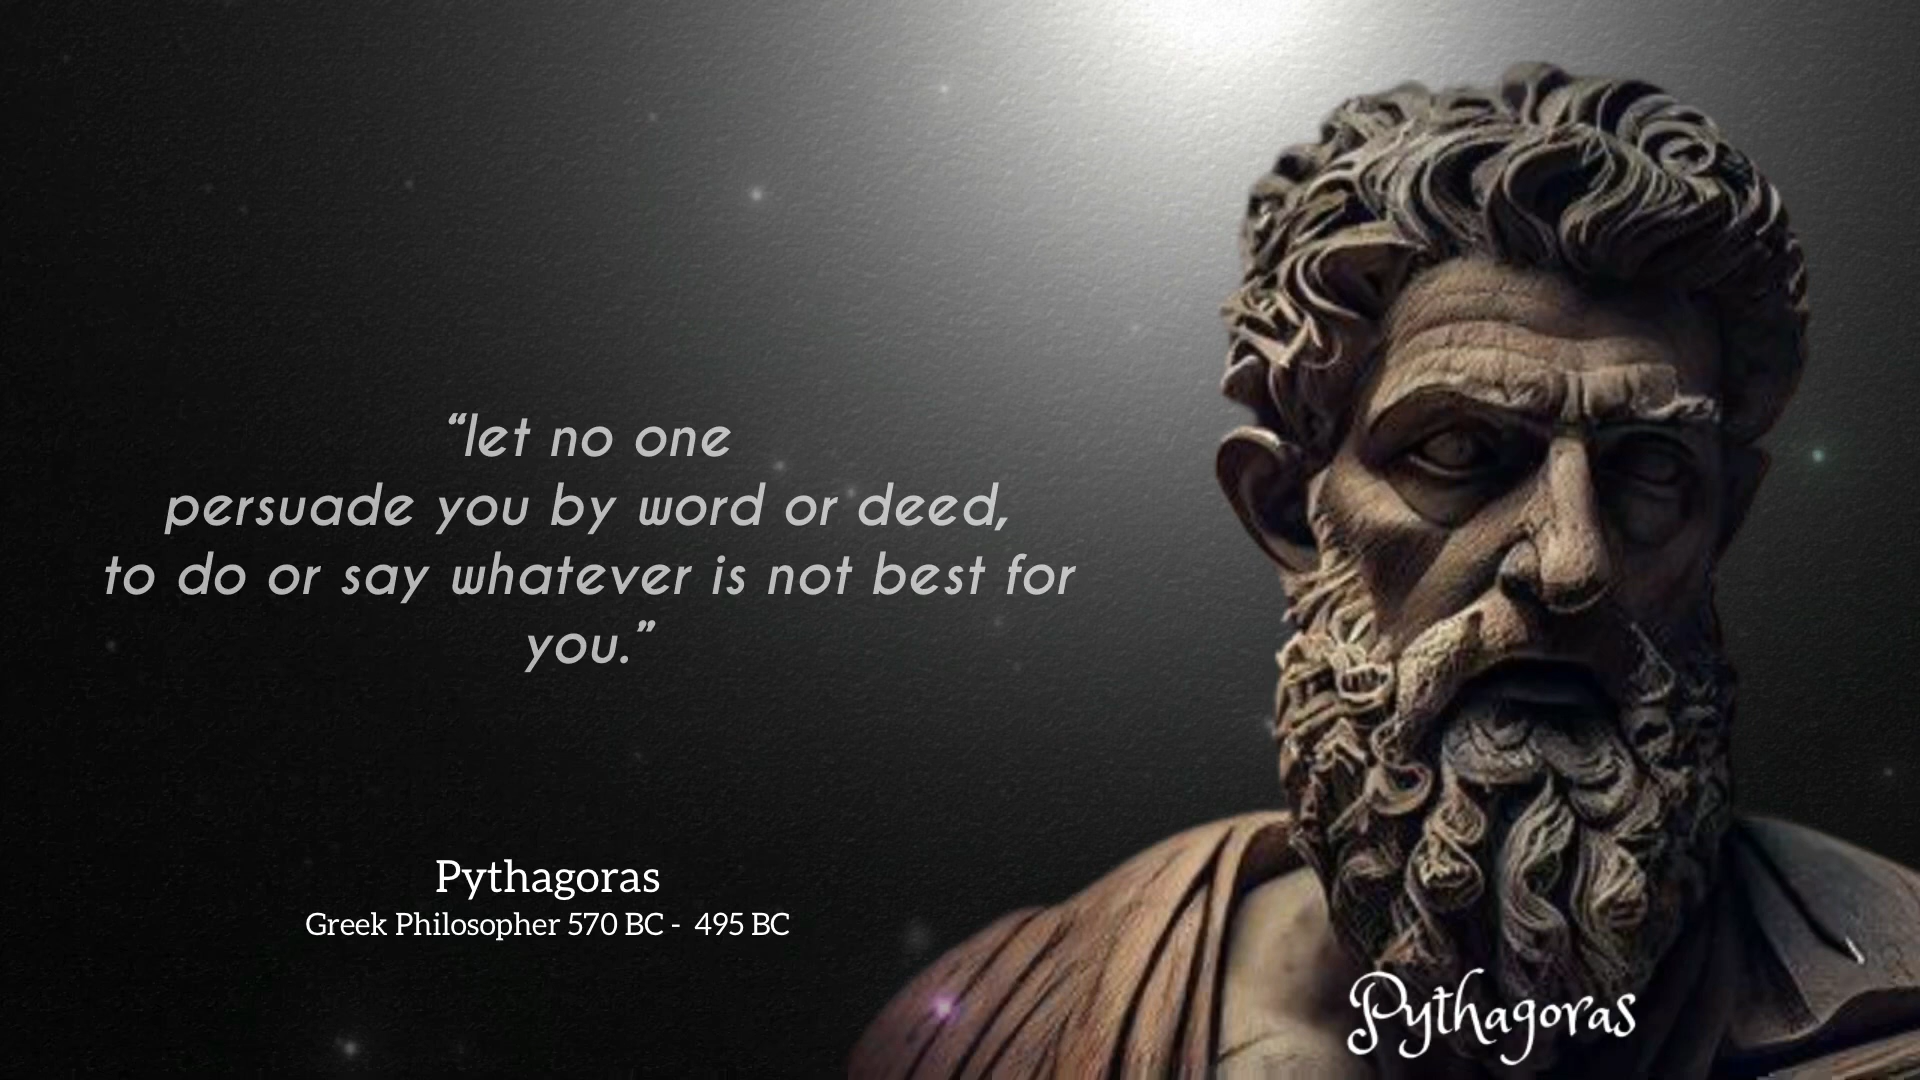 “let no one
persuade you by word or deed,
to do or say whatever is not best for
you.”
Pythagoras
Greek Philosopher 570 BC - 495 BC
Pythagoras